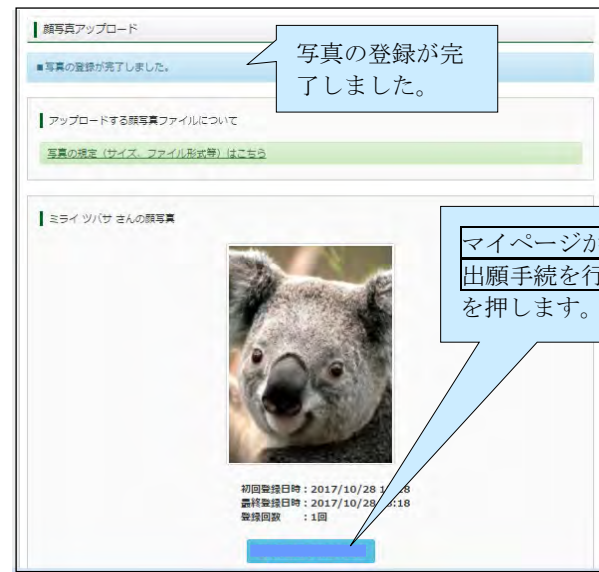 顔写真アップロード
■写真の登録が完了しました。
写真の登録が完
了しました。
アップロードする顔写真ファイルについて
写真の規定(サイズ、ファイル形式等)はこちら
ミライ ツバサ さんの顔写真
マイページか
出願手続を行
を押します。
初回登録日時:2017/10/28 1
最終登録日時:2017/10/28
登録回数 :1回